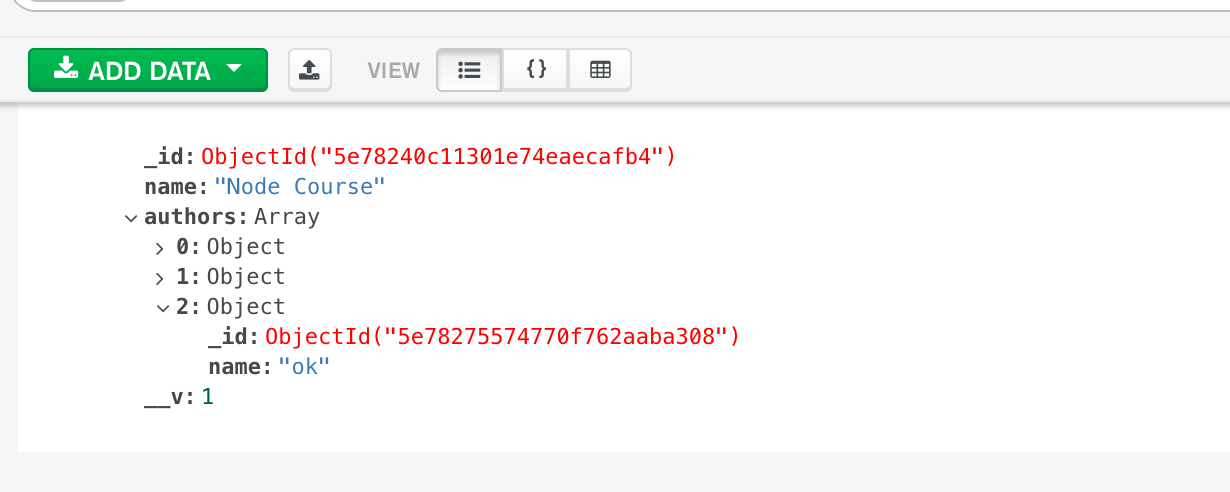 ADD DATA VIEW {}
_id: ObjectId("5e78240c11301e74eaecafb4")
name: "Node Course"
authors: Array
0: Object
1: Object
2: Object
_id: ObjectId("5e78275574770f762aaba308")
name: "ok"
__v: 1